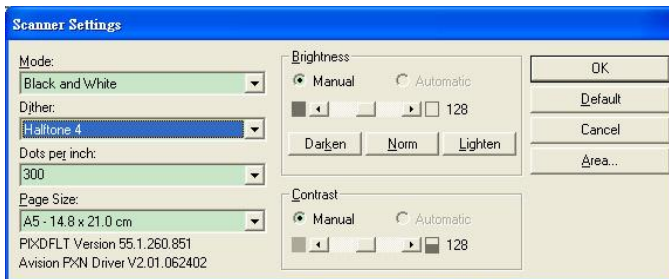 Scanner Settings
Mode:
Black and White
Dither:
Halftone 4
Dots per inch:
300
Page Size:
A5 - 14.8 x 21.0 cm
PIXDFLT Version 55.1.260.851
Avision PXN Driver V2.01.062402
Brightness
Manual
Automatic
128
Darken
Norm
Lighten
Contrast
Manual
Automatic
128
OK
Default
Cancel
Area...